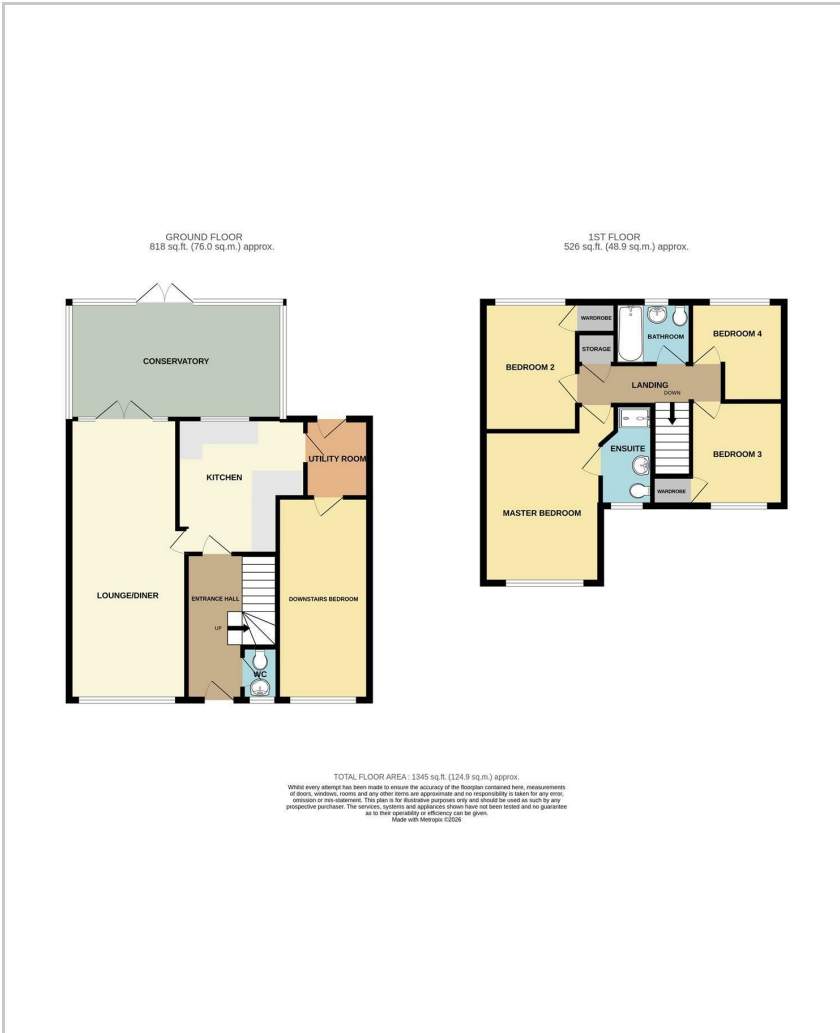 GROUND FLOOR
818 sq.ft. (76.0 sq.m.) approx.
CONSERVATORY
UTILITY ROOM
KITCHEN
LOUNGE/DINER
ENTRANCE HALL
DOWNSTAIRS BEDROOM
UP
WC
1ST FLOOR
526 sq.ft. (48.9 sq.m.) approx.
WARDROBE
BATHROOM
BEDROOM 4
STORAGE
BEDROOM 2
LANDING
DOWN
ENSUITE
BEDROOM 3
WARDROBE
MASTER BEDROOM
TOTAL FLOOR AREA : 1345 sq.ft. (124.9 sq.m.) approx.
Whilst every attempt has been made to ensure the accuracy of the floorplan contained here, measurements
of doors, windows, rooms and any other items are approximate and no responsibility is taken for any error,
omission or mis-statement. This plan is for illustrative purposes only and should be used as such by any
prospective purchaser. The services, systems and appliances shown have not been tested and no guarantee
as to their operability or efficiency can be given.
Made with Metropix ©2026